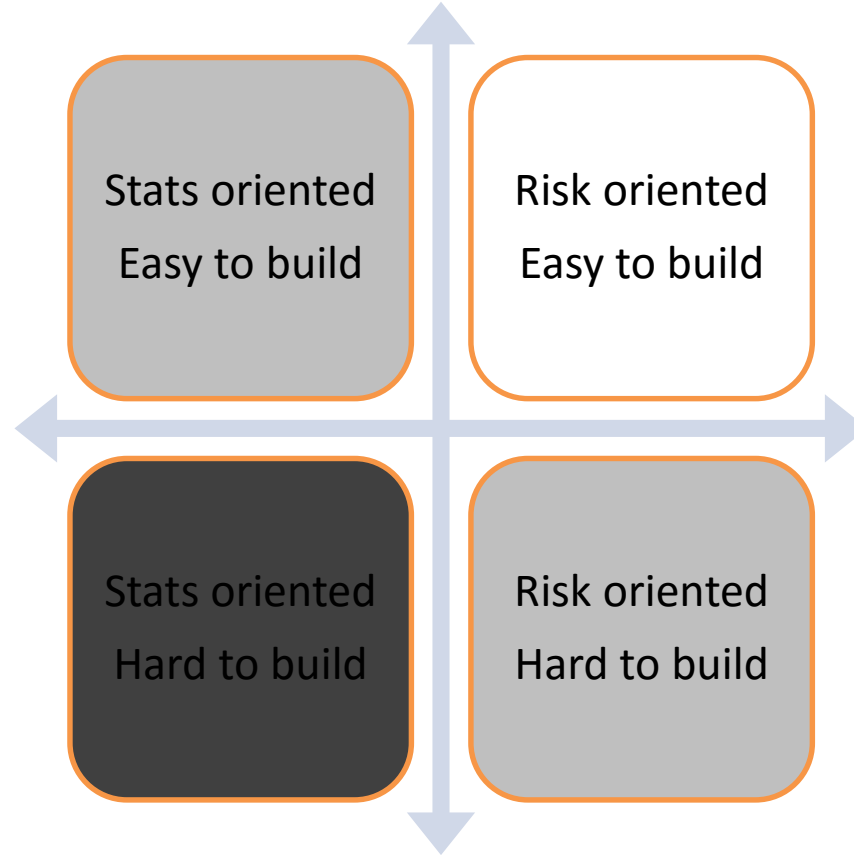 Stats oriented
Easy to build
Risk oriented
Easy to build
Stats oriented
Hard to build
Risk oriented
Hard to build